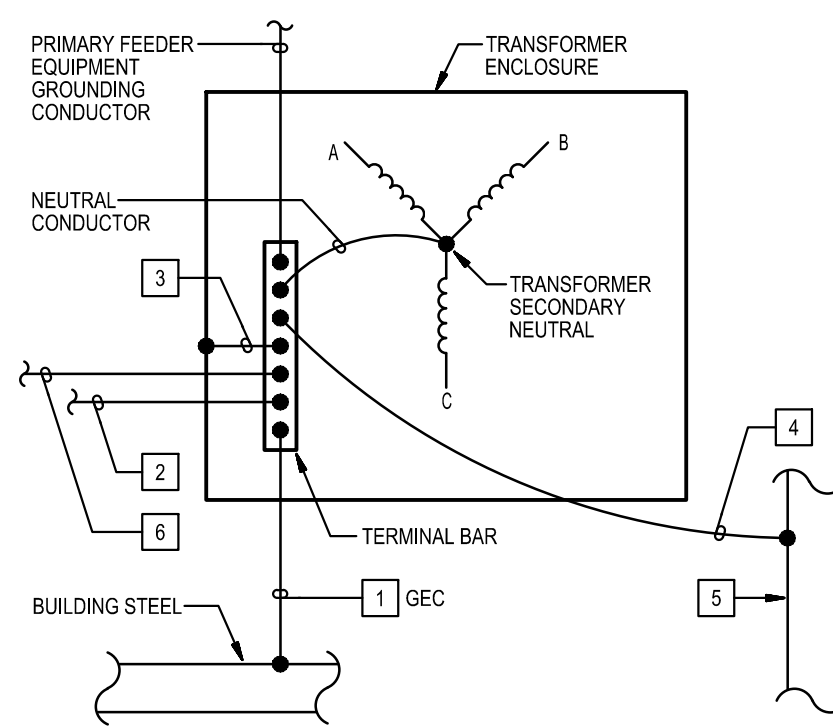 PRIMARY FEEDER
EQUIPMENT
GROUNDING
CONDUCTOR
TRANSFORMER
ENCLOSURE
A
B
NEUTRAL
CONDUCTOR
3
TRANSFORMER
SECONDARY
NEUTRAL
C
4
2
6
TERMINAL BAR
BUILDING STEEL
1 GEC
5